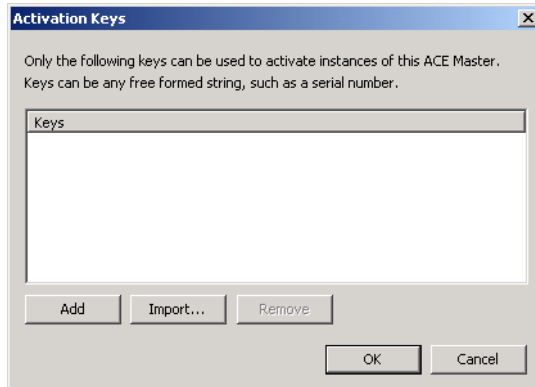 Activation Keys
Only the following keys can be used to activate instances of this ACE Master.
Keys can be any free formed string, such as a serial number.
Keys
Add Import... Remove
OK Cancel